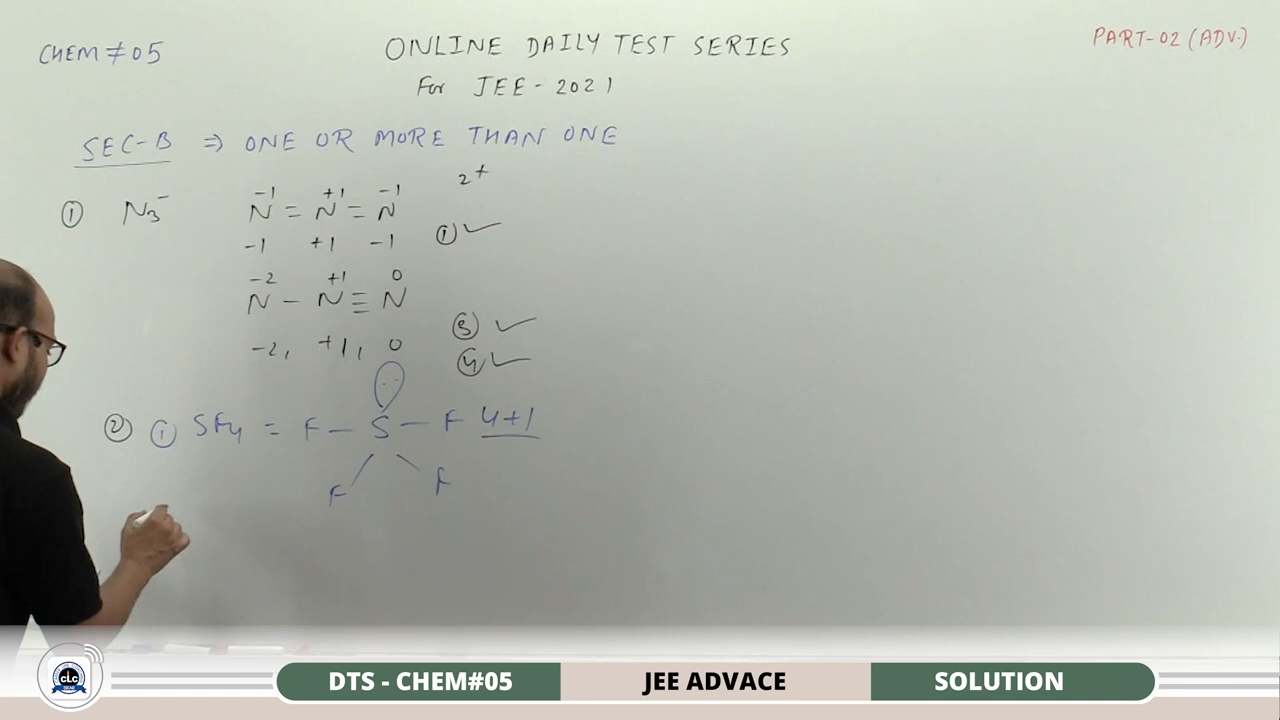 CHEM # 05
ONLINE DAILY TEST SERIES
PART-02 (ADV.)
For JEE - 2021
SEC-B ⇒ ONE OR MORE THAN ONE
2+
-1 +1 -1
① N3- N = N = N
-1 +1 -1 ① ✓
-2 +1 0
N - N ≡ N
③ ✓
-2, +1, 0
④ ✓
② ① SF4 = F - S - F 4+1
F F
CLC
SIKAR
DTS - CHEM#05
JEE ADVACE
SOLUTION